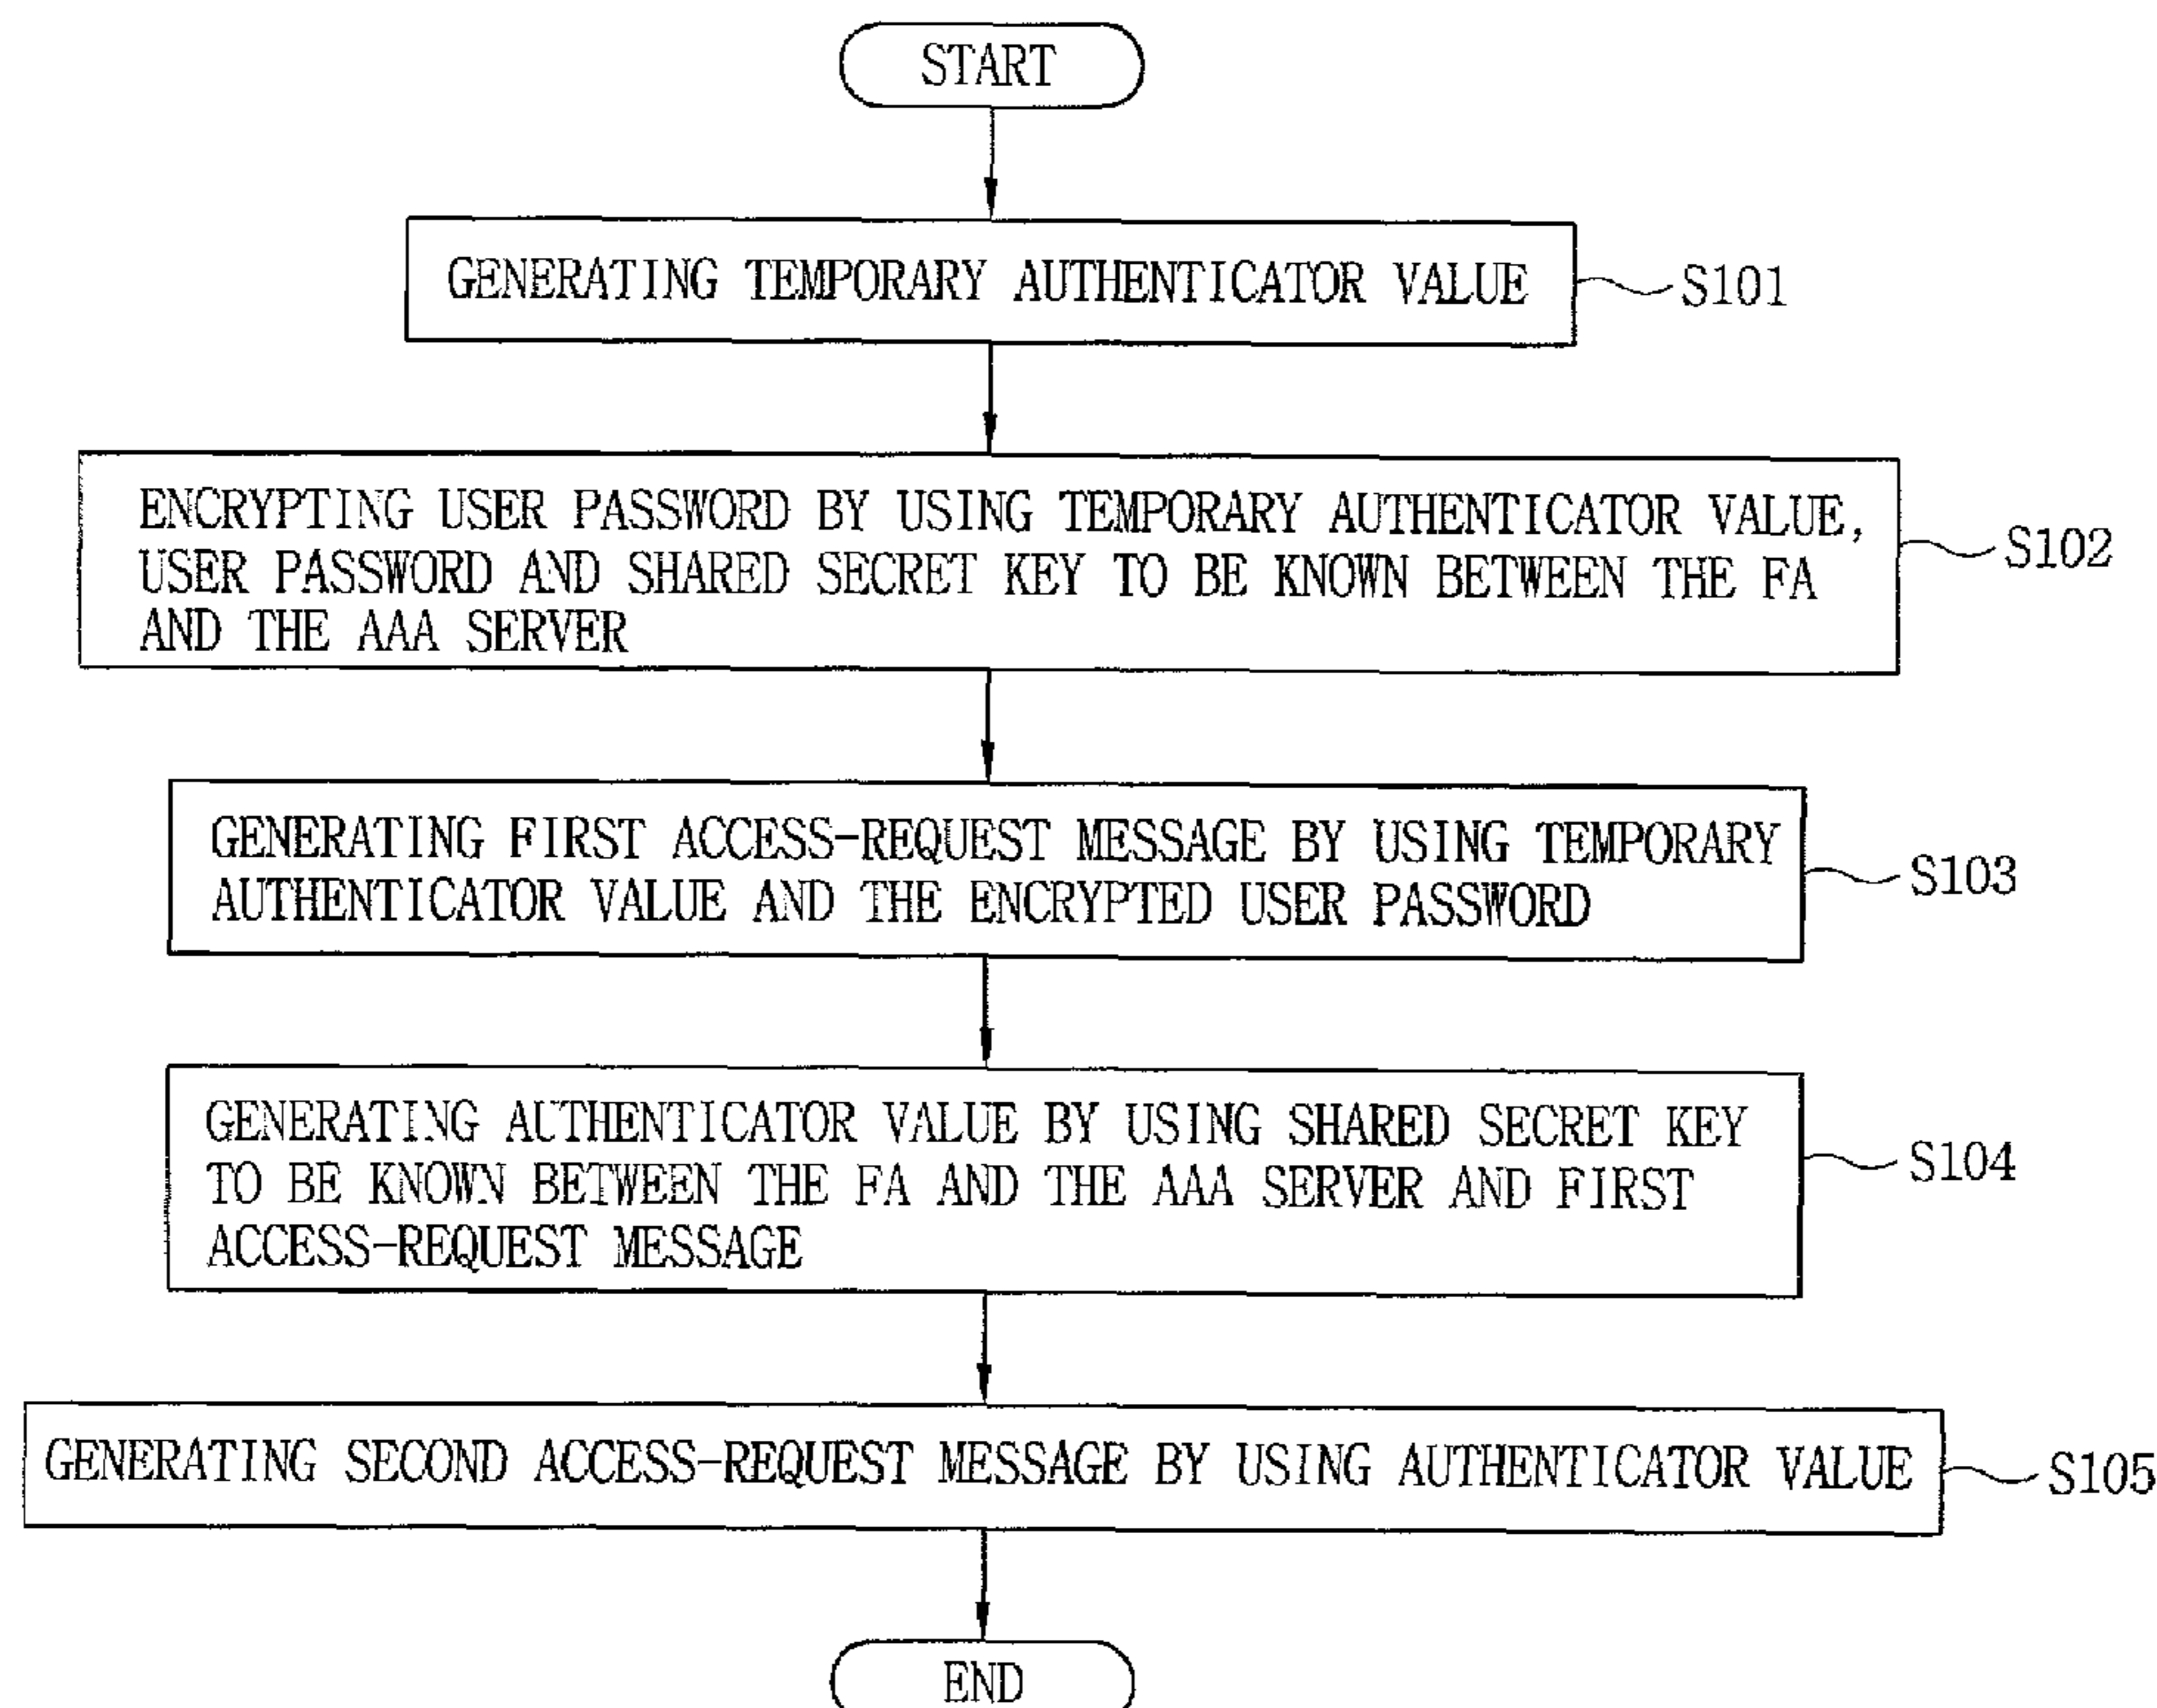 START
GENERATING TEMPORARY AUTHENTICATOR VALUE
S101
ENCRYPTING USER PASSWORD BY USING TEMPORARY AUTHENTICATOR VALUE,
USER PASSWORD AND SHARED SECRET KEY TO BE KNOWN BETWEEN THE FA
AND THE AAA SERVER
S102
GENERATING FIRST ACCESS-REQUEST MESSAGE BY USING TEMPORARY
AUTHENTICATOR VALUE AND THE ENCRYPTED USER PASSWORD
S103
GENERATING AUTHENTICATOR VALUE BY USING SHARED SECRET KEY
TO BE KNOWN BETWEEN THE FA AND THE AAA SERVER AND FIRST
ACCESS-REQUEST MESSAGE
S104
GENERATING SECOND ACCESS-REQUEST MESSAGE BY USING AUTHENTICATOR VALUE
S105
END